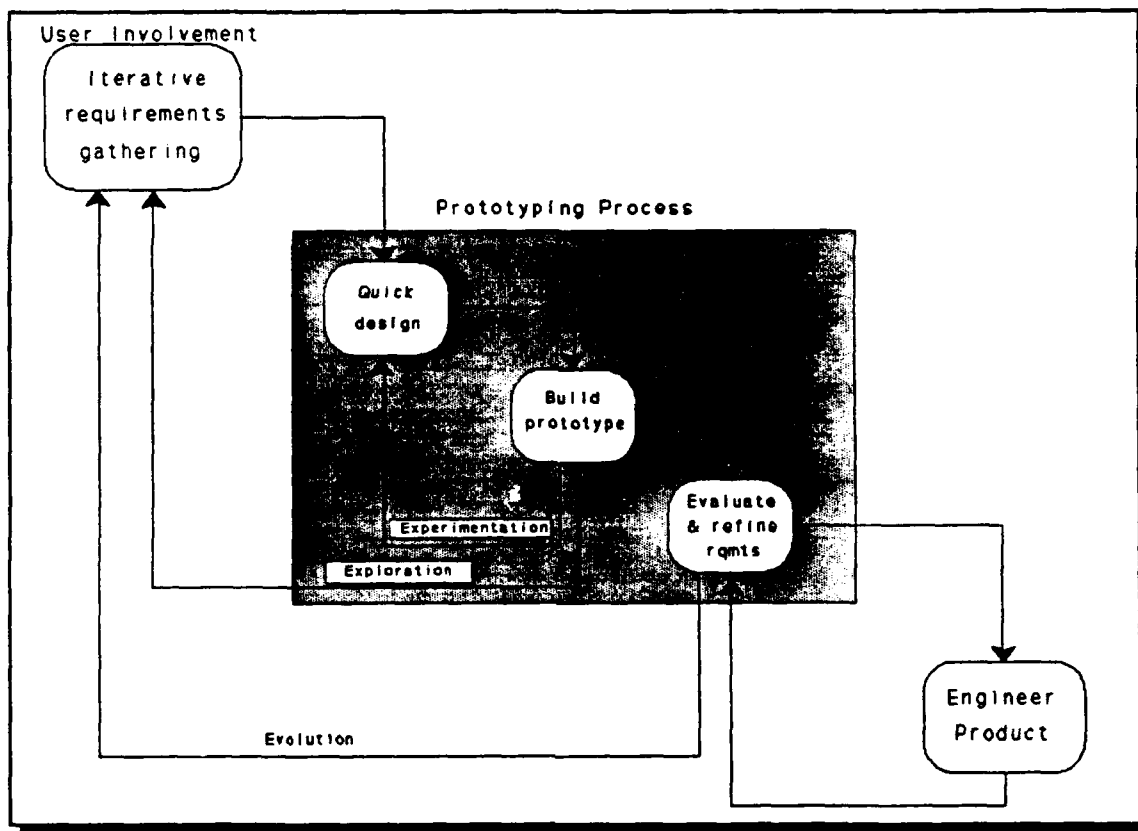 User Involvement
Iterative
requirements
gathering
Prototyping Process
Quick
design
Build
prototype
Evaluate
& refine
rqmts
Experimentation
Exploration
Engineer
Product
Evolution